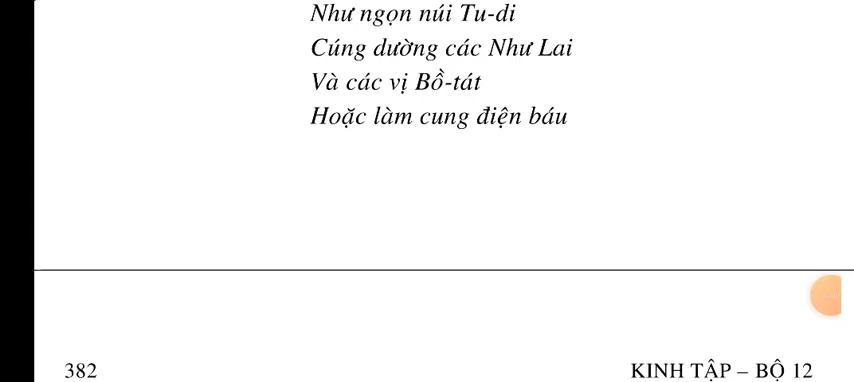 Như ngọn núi Tu-di
Cúng dường các Như Lai
Và các vị Bồ-tát
Hoặc làm cung điện báu
382
KINH TẬP – BỘ 12